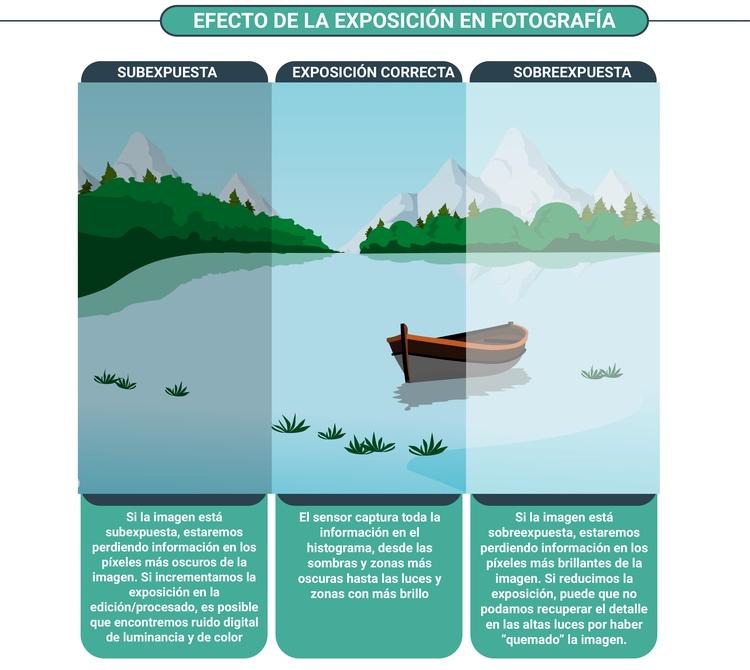 EFECTO DE LA EXPOSICIÓN EN FOTOGRAFÍA
SUBEXPUESTA
EXPOSICIÓN CORRECTA
SOBREEXPUESTA
Si la imagen está
subexpuesta, estaremos
perdiendo información en los
píxeles más oscuros de la
imagen. Si incrementamos la
exposición en la
edición/procesado, es posible
que encontremos ruido digital
de luminancia y de color
El sensor captura toda la
información en el
histograma, desde las
sombras y zonas más
oscuras hasta las luces y
zonas con más brillo
Si la imagen está
sobreexpuesta, estaremos
perdiendo información en los
píxeles más brillantes de la
imagen. Si reducimos la
exposición, puede que no
podamos recuperar el detalle
en las altas luces por haber
"quemado" la imagen.